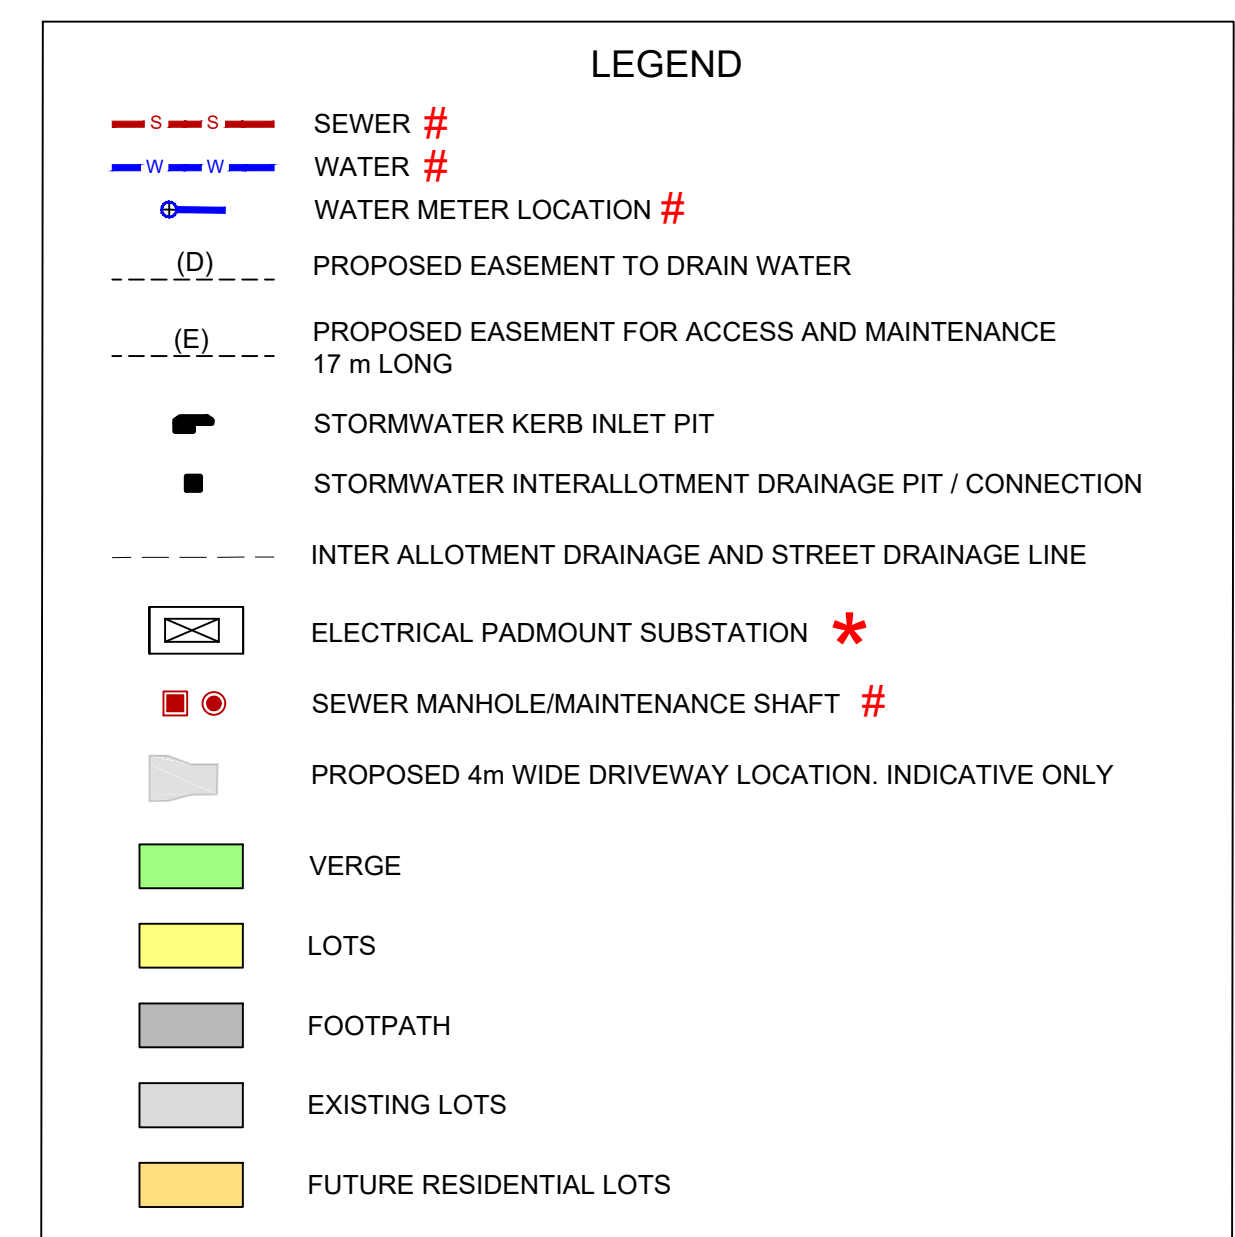 LEGEND
S S SEWER #
W W WATER #
WATER METER LOCATION #
(D) PROPOSED EASEMENT TO DRAIN WATER
(E) PROPOSED EASEMENT FOR ACCESS AND MAINTENANCE
17 m LONG
STORMWATER KERB INLET PIT
STORMWATER INTERALLOTMENT DRAINAGE PIT / CONNECTION
INTER ALLOTMENT DRAINAGE AND STREET DRAINAGE LINE
ELECTRICAL PADMOUNT SUBSTATION *
SEWER MANHOLE/MAINTENANCE SHAFT #
PROPOSED 4m WIDE DRIVEWAY LOCATION. INDICATIVE ONLY
VERGE
LOTS
FOOTPATH
EXISTING LOTS
FUTURE RESIDENTIAL LOTS